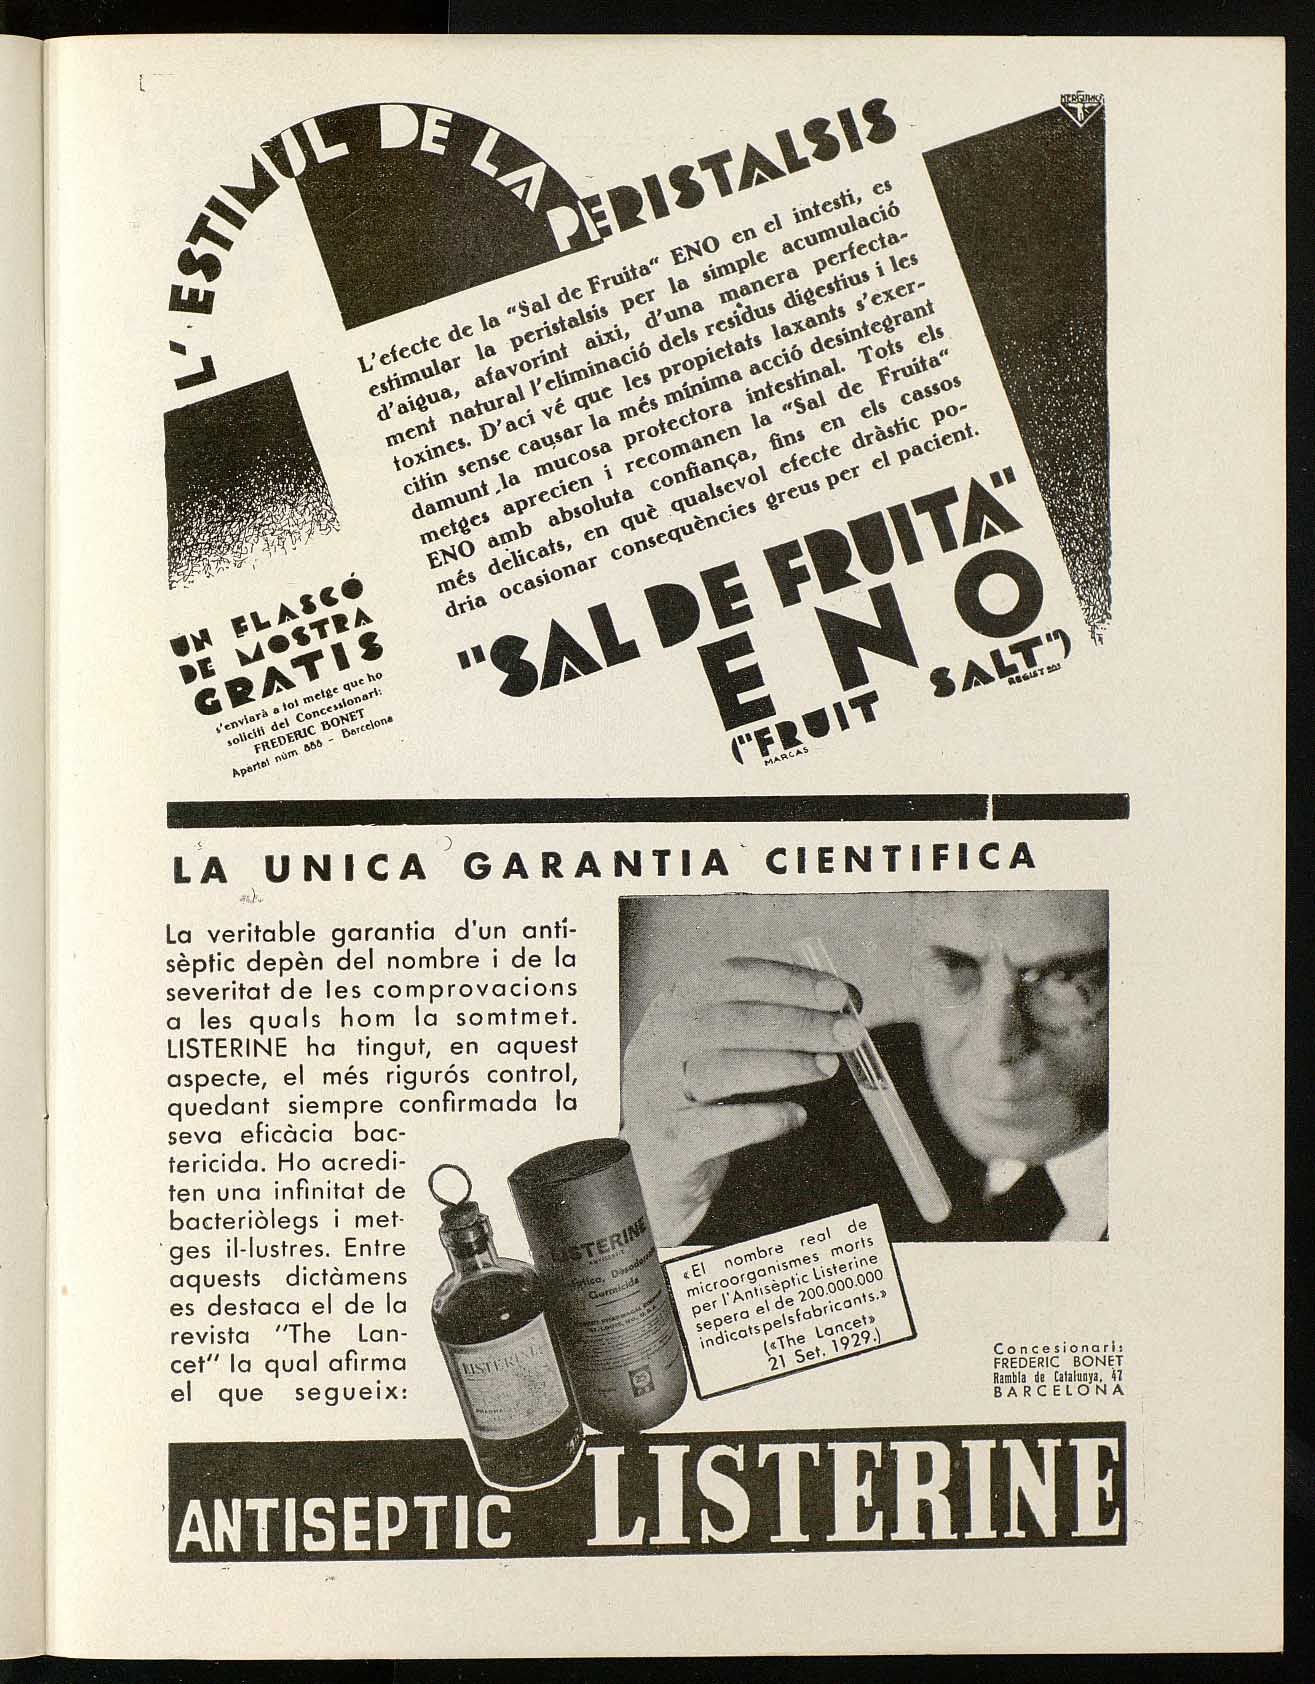 L'ESTIMUL DE LA PERISTALSIS
L'efecte de la “Sal de Fruita“ ENO en el intestí, es
estimular la peristalsis per la simple acumulació
d'aigua, afavorint aixi, d'una manera perfecta-
ment natural l'eliminació dels residus digestius i les
toxines. D'aci vé que les propietats laxants s'exer-
citin sense causar la més mínima acció desintegrant
damunt la mucosa protectora intestinal. Tots els
metges aprecien i recomanen la “Sal de Fruita“
ENO amb absoluta confiança, fins en els cassos
més delicats, en què qualsevol efecte dràstic po-
dria ocasionar consequències greus per el pacient.
"SAL DE FRUITA"
ENO
("FRUIT SALT")
MARCAS REGISTRAS
UN FLASCÓ
DE MOSTRA
GRATIS
s'enviarà a tot metge que ho
soliciti del Concessionari:
FREDERIC BONET
Apartat núm 888 - Barcelona
LA UNICA GARANTIA CIENTIFICA
La veritable garantia d'un antí-
sèptic depèn del nombre i de la
severitat de les comprovacions
a les quals hom la somtmet.
LISTERINE ha tingut, en aquest
aspecte, el més rigurós control,
quedant siempre confirmada la
seva eficàcia bac-
tericida. Ho acredi-
ten una infinitat de
bacteriòlegs i met-
ges il-lustres. Entre
aquests dictàmens
es destaca el de la
revista "The Lan-
cet" la qual afirma
el que segueix:
LISTERINE
ANTISEPTIC
Germicida
LISTERINE
«El nombre real de
microorganismes morts
per l'Antisèptic Listerine
sepera el de 200.000.000
indicats pels fabricants.»
(«The Lancet»
21 Set. 1929.)
Concesionari:
FREDERIC BONET
Rambla de Catalunya, 47
BARCELONA
ANTISEPTIC LISTERINE